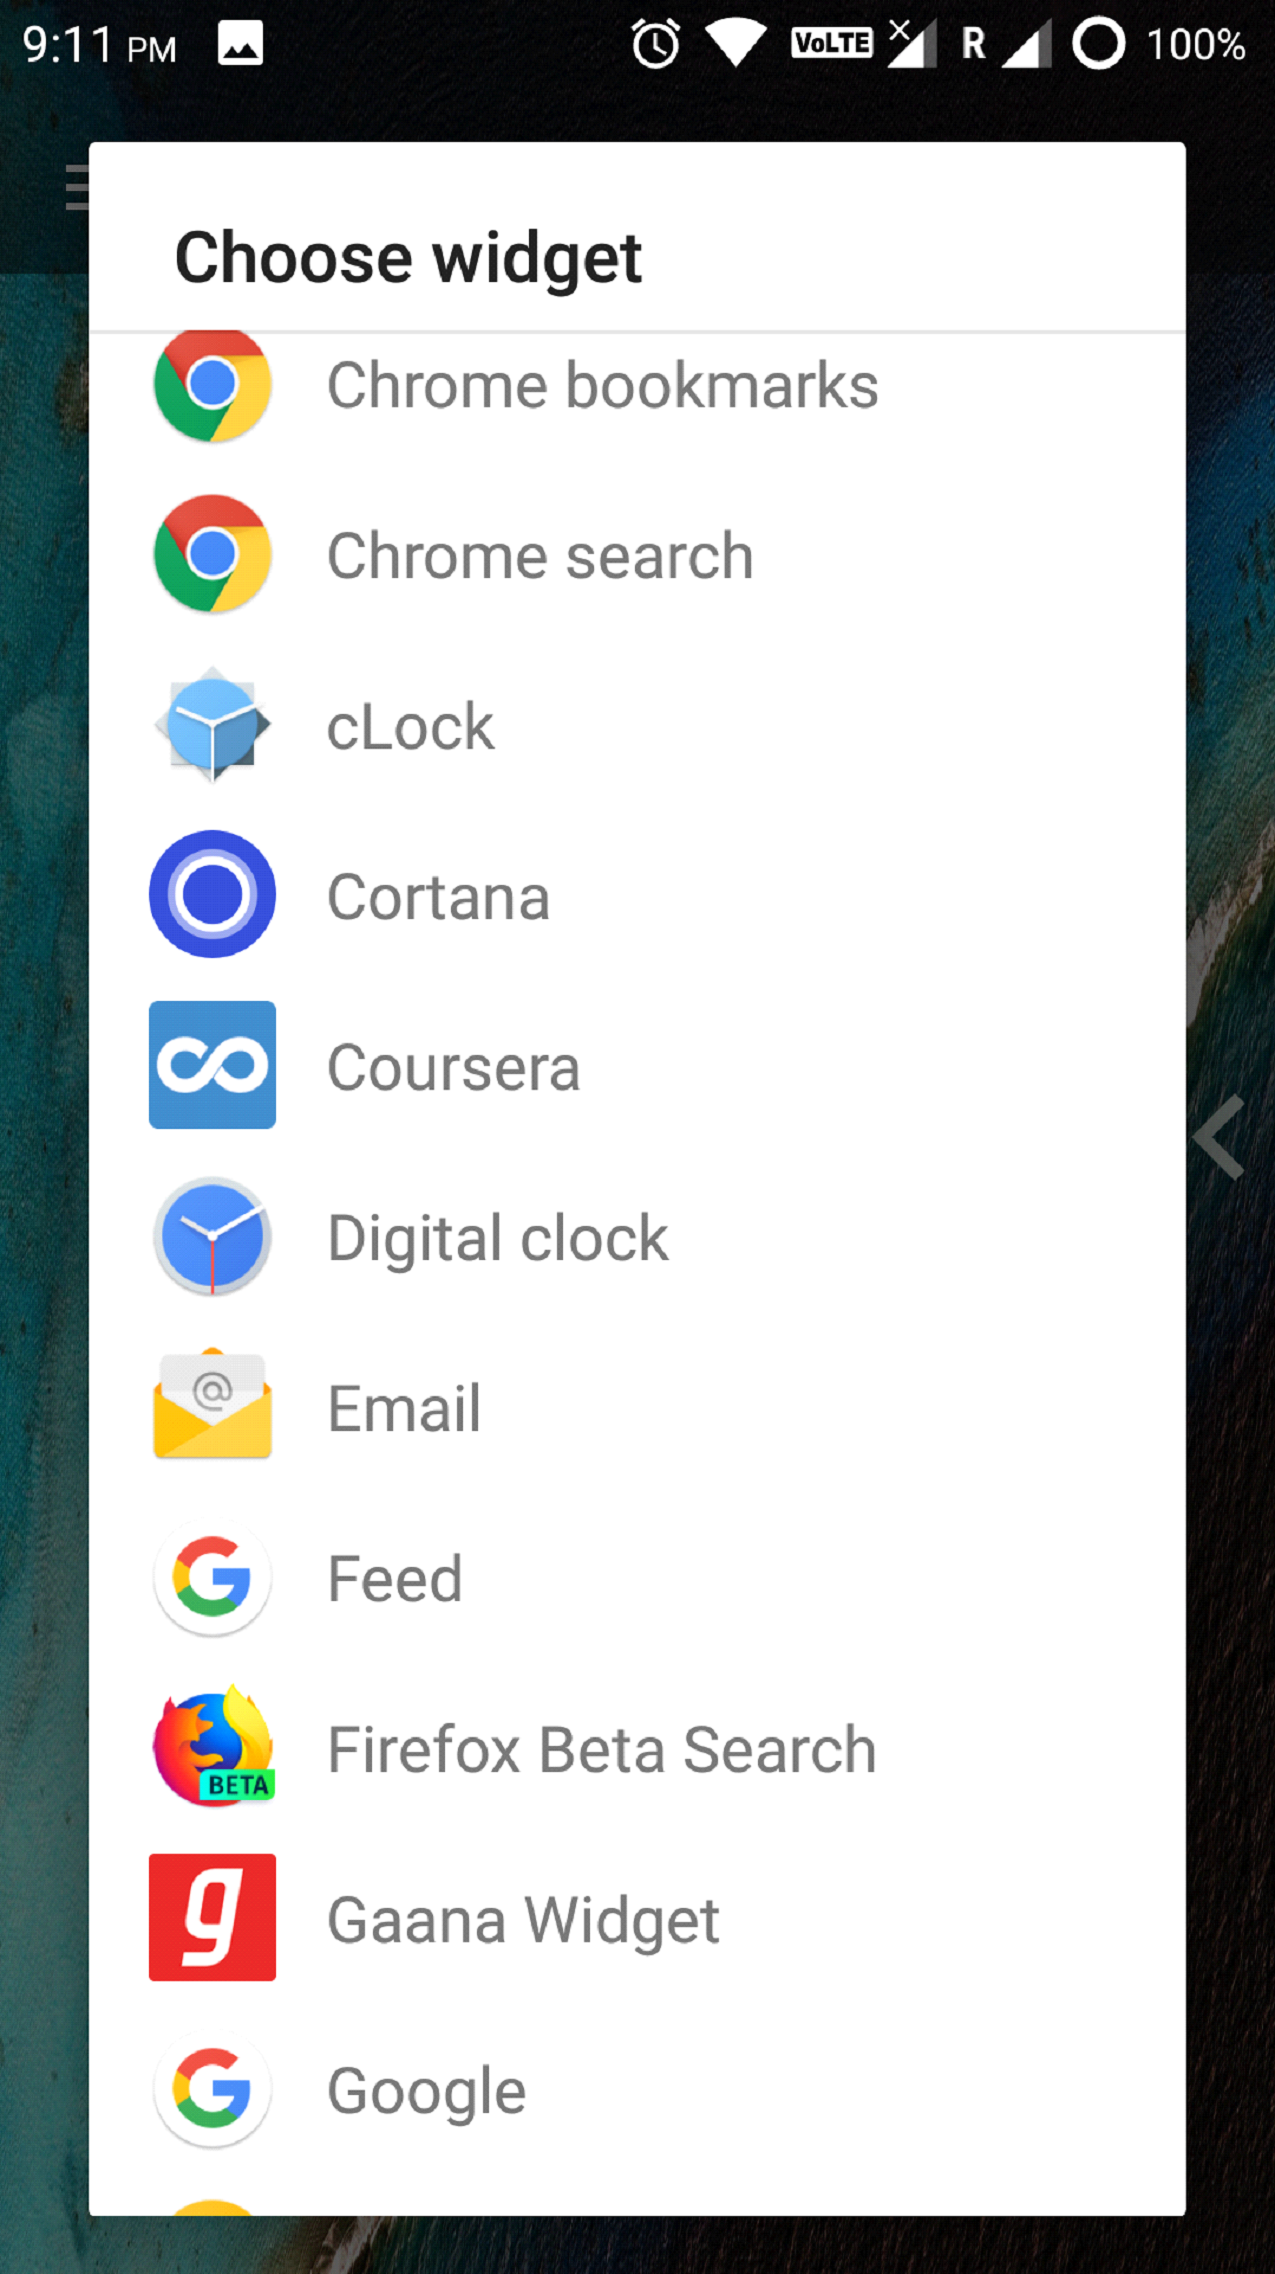 9:11 PM VoLTE R 100%
Choose widget
Chrome bookmarks
Chrome search
cLock
Cortana
Coursera
Digital clock
@
Email
G
Feed
BETA
Firefox Beta Search
g
Gaana Widget
G
Google